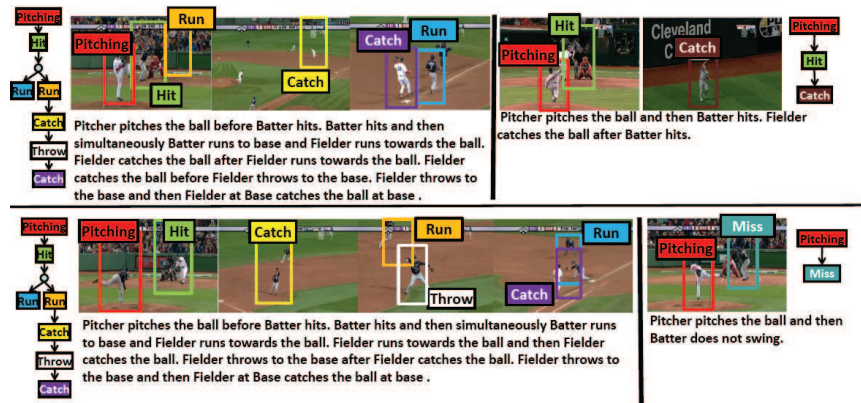 Pitching
Hit
Run
Run
Catch
Throw
Catch
Pitching
Run
Hit
Catch
Catch
Run
Pitcher pitches the ball before Batter hits. Batter hits and then
simultaneously Batter runs to base and Fielder runs towards the ball.
Fielder catches the ball after Fielder runs towards the ball. Fielder
catches the ball before Fielder throws to the base. Fielder throws to
the base and then Fielder at Base catches the ball at base .
Pitching
Hit
Cleveland
Clinic
Catch
Pitcher pitches the ball and then Batter hits. Fielder
catches the ball after Batter hits.
Pitching
Hit
Catch
Pitching
Hit
Run
Run
Catch
Throw
Catch
Pitching
Hit
Catch
Run
Throw
Run
Catch
Pitcher pitches the ball before Batter hits. Batter hits and then simultaneously Batter runs
to base and Fielder runs towards the ball. Fielder runs towards the ball and then Fielder
catches the ball. Fielder throws to the base after Fielder catches the ball. Fielder throws to
the base and then Fielder at Base catches the ball at base .
Pitching
Miss
Pitcher pitches the ball and then
Batter does not swing.
Pitching
Miss